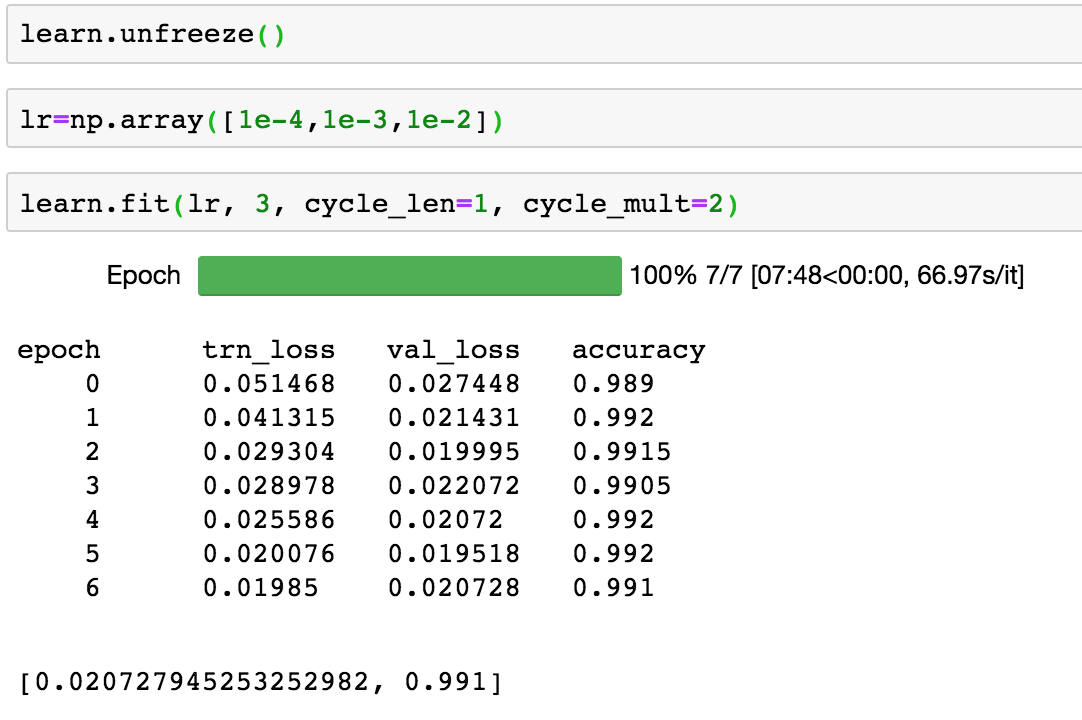 learn.unfreeze()
lr=np.array([1e-4,1e-3,1e-2])
learn.fit(lr, 3, cycle_len=1, cycle_mult=2)
Epoch 100% 7/7 [07:48<00:00, 66.97s/it]
epoch trn_loss val_loss accuracy
0 0.051468 0.027448 0.989
1 0.041315 0.021431 0.992
2 0.029304 0.019995 0.9915
3 0.028978 0.022072 0.9905
4 0.025586 0.02072 0.992
5 0.020076 0.019518 0.992
6 0.01985 0.020728 0.991
[0.020727945253252982, 0.991]